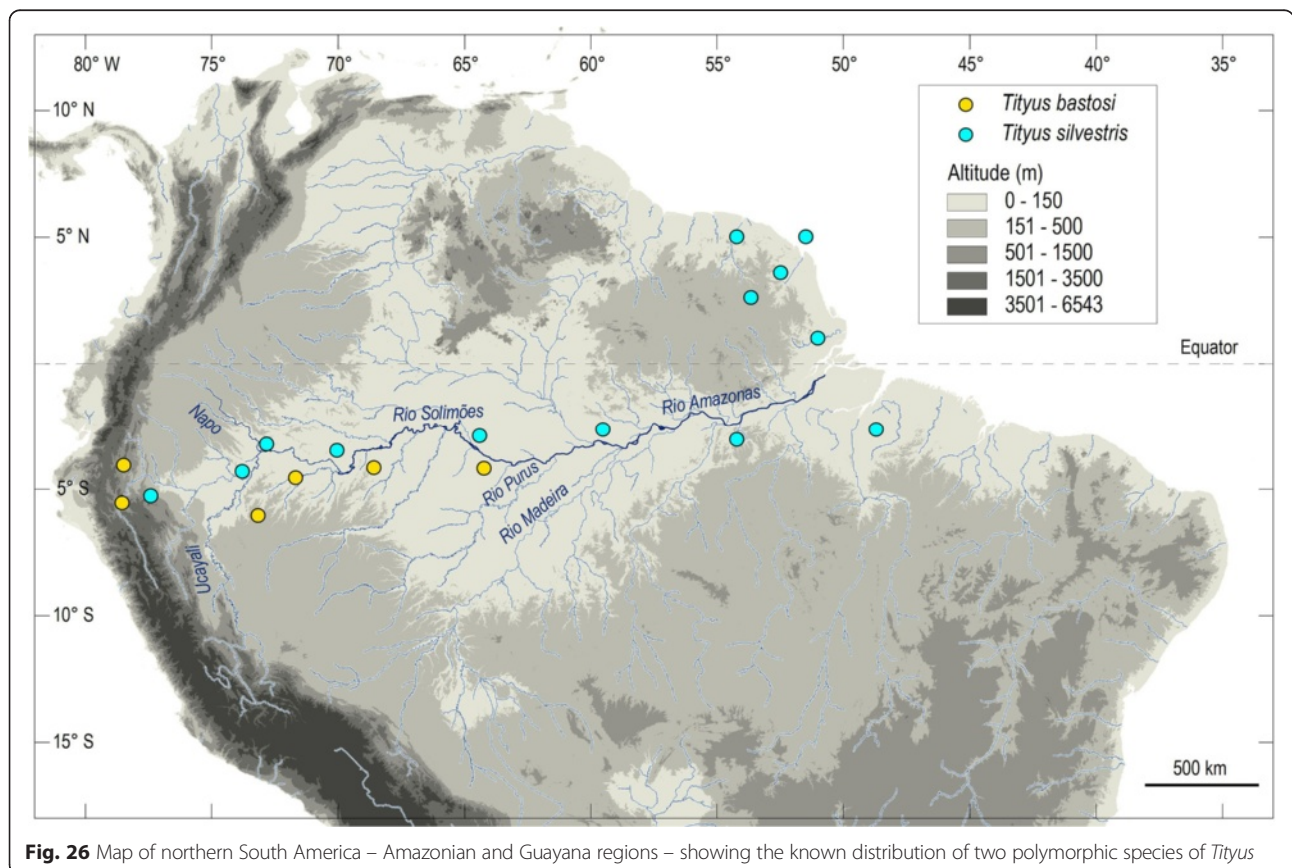 80° W 75° 70° 65° 60° 55° 50° 45° 40° 35°
10° N
5° N
5° S
10° S
15° S
Tityus bastosi
Tityus silvestris
Altitude (m)
0 - 150
151 - 500
501 - 1500
1501 - 3500
3501 - 6543
Equator
Napo
Rio Solimões
Rio Amazonas
Rio Purus
Rio Madeira
Ucayali
500 km
Fig. 26 Map of northern South America – Amazonian and Guayana regions – showing the known distribution of two polymorphic species of Tityus